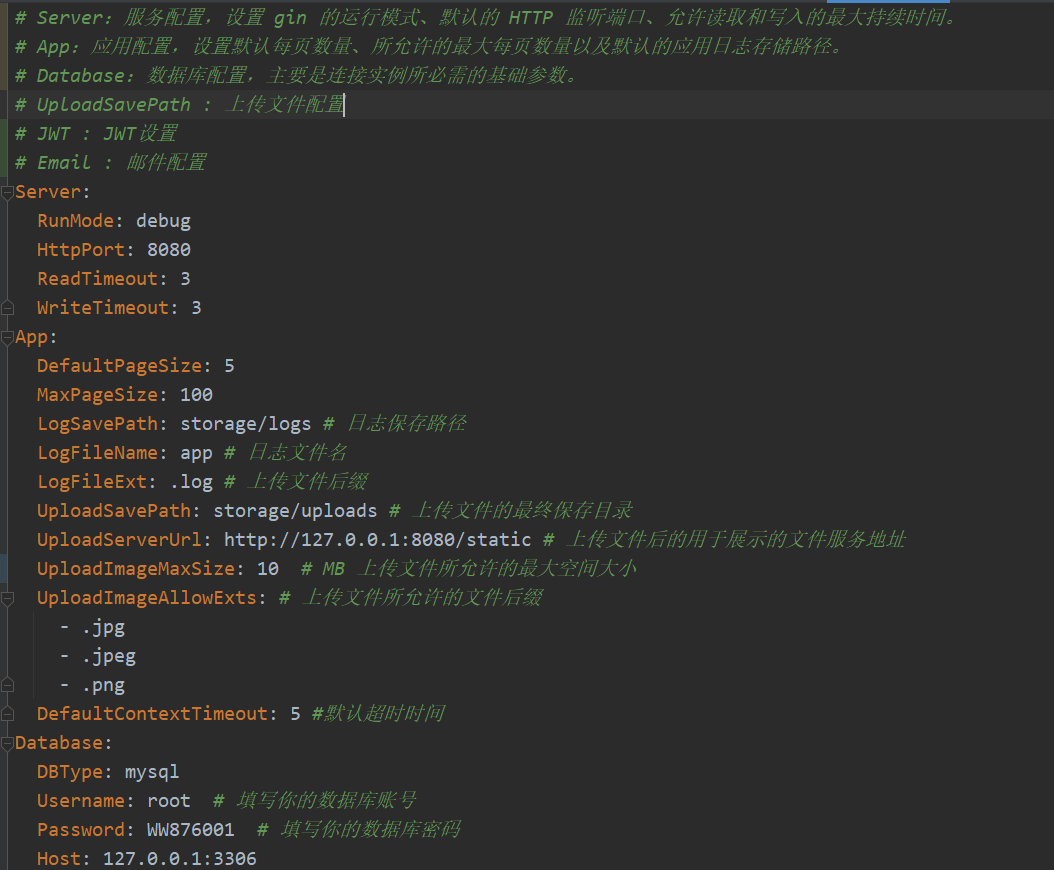 # Server: 服务配置，设置 gin 的运行模式、默认的 HTTP 监听端口、允许读取和写入的最大持续时间。
# App: 应用配置，设置默认每页数量、所允许的最大每页数量以及默认的应用日志存储路径。
# Database: 数据库配置，主要是连接实例所必需的基础参数。
# UploadSavePath : 上传文件配置
# JWT : JWT设置
# Email : 邮件配置
Server:
  RunMode: debug
  HttpPort: 8080
  ReadTimeout: 3
  WriteTimeout: 3
App:
  DefaultPageSize: 5
  MaxPageSize: 100
  LogSavePath: storage/logs # 日志保存路径
  LogFileName: app # 日志文件名
  LogFileExt: .log # 上传文件后缀
  UploadSavePath: storage/uploads # 上传文件的最终保存目录
  UploadServerUrl: http://127.0.0.1:8080/static # 上传文件后的用于展示的文件服务地址
  UploadImageMaxSize: 10  # MB 上传文件所允许的最大空间大小
  UploadImageAllowExts: # 上传文件所允许的文件后缀
    - .jpg
    - .jpeg
    - .png
  DefaultContextTimeout: 5 #默认超时时间
Database:
  DBType: mysql
  Username: root  # 填写你的数据库账号
  Password: WW876001  # 填写你的数据库密码
  Host: 127.0.0.1:3306